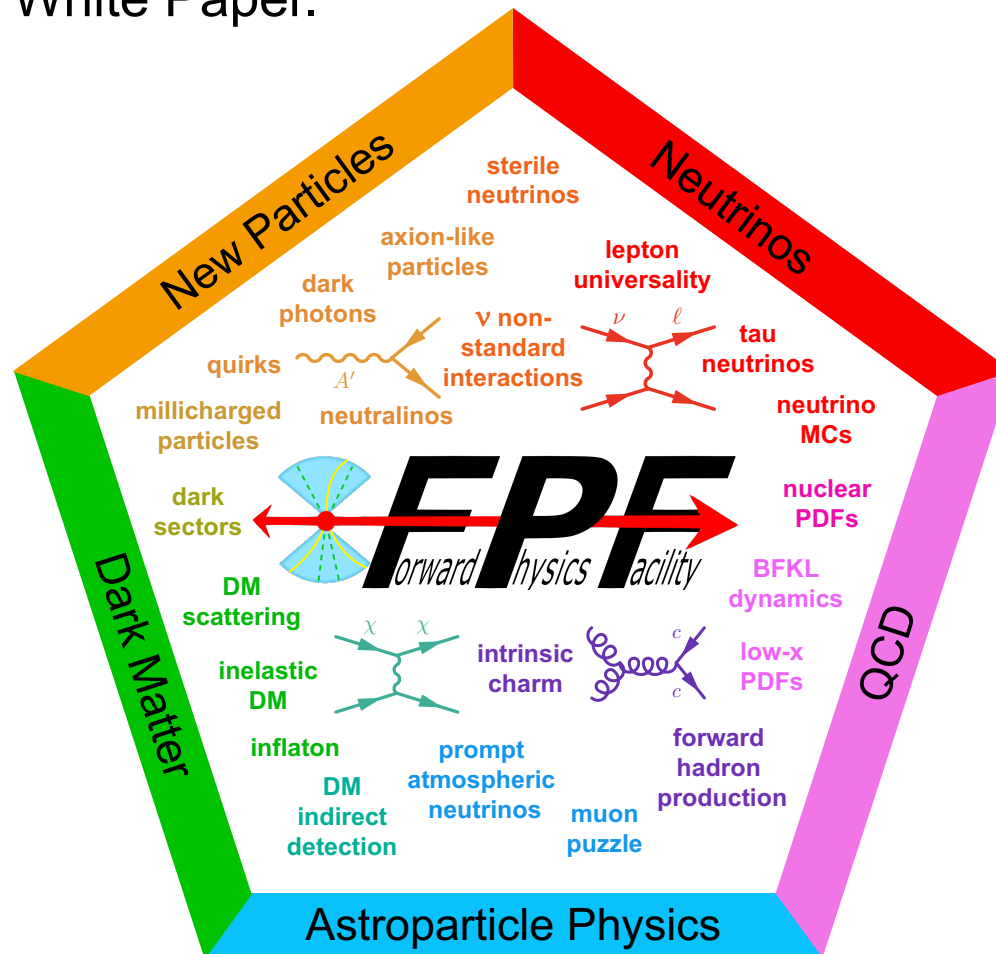 White Paper.
New Particles
Neutrinos
sterile
neutrinos
axion-like
particles
lepton
universality
dark
photons
ν non-
standard
interactions
ν
ℓ
tau
neutrinos
quirks
A′
neutralinos
millicharged
particles
neutrino
MCs
dark
sectors
FPF
Forward Physics Facility
nuclear
PDFs
Dark Matter
DM
scattering
BFKL
dynamics
QCD
χ
χ
inelastic
DM
intrinsic
charm
c
c
low-x
PDFs
inflaton
prompt
atmospheric
neutrinos
forward
hadron
production
DM
indirect
detection
muon
puzzle
Astroparticle Physics